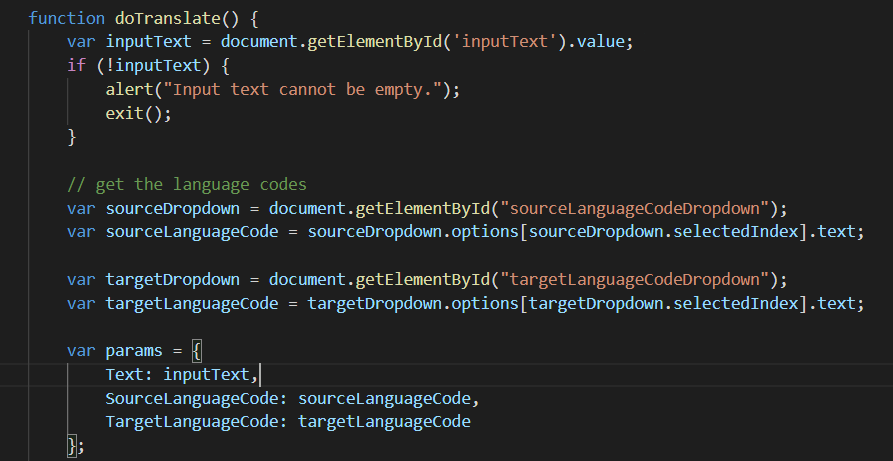 function doTranslate() {
var inputText = document.getElementById('inputText').value;
if (!inputText) {
alert("Input text cannot be empty.");
exit();
}
// get the language codes
var sourceDropdown = document.getElementById("sourceLanguageCodeDropdown");
var sourceLanguageCode = sourceDropdown.options[sourceDropdown.selectedIndex].text;
var targetDropdown = document.getElementById("targetLanguageCodeDropdown");
var targetLanguageCode = targetDropdown.options[targetDropdown.selectedIndex].text;
var params = {
Text: inputText,
SourceLanguageCode: sourceLanguageCode,
TargetLanguageCode: targetLanguageCode
};